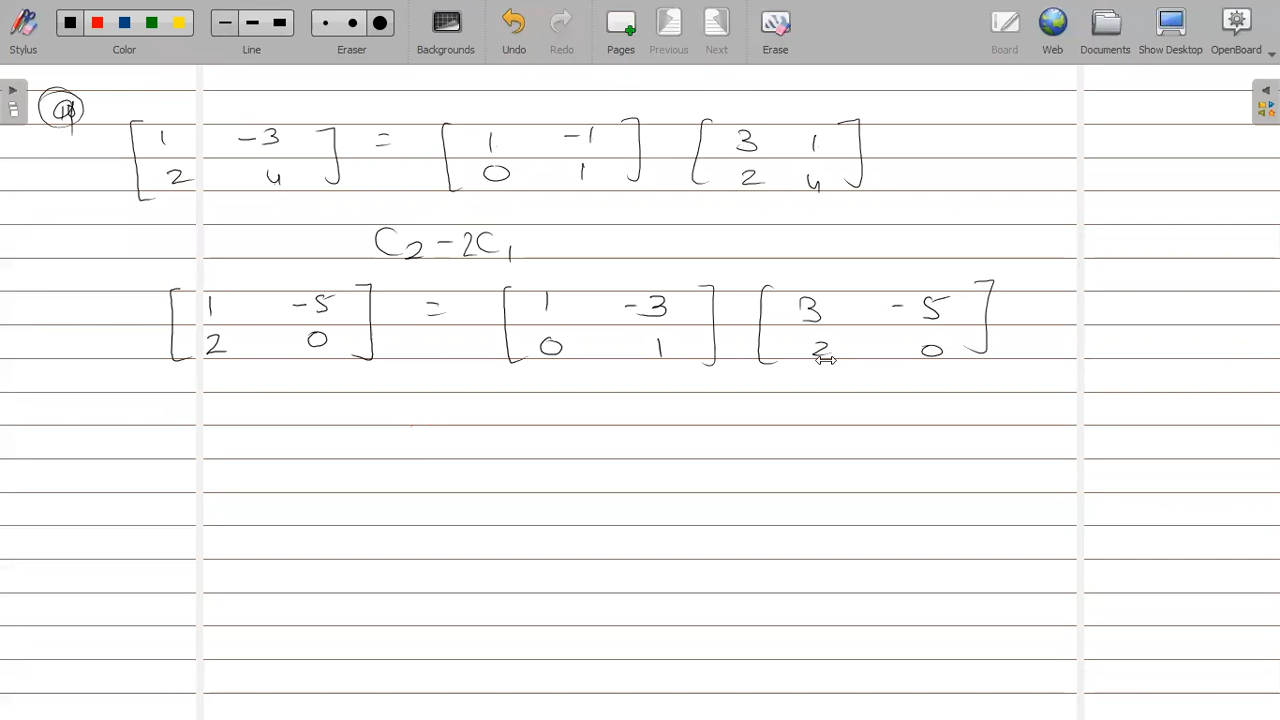 Stylus Color Line Eraser Backgrounds Undo Redo Pages Previous Next Erase Board Web Documents Show Desktop OpenBoard
[1 -3] = [1 -1] [3 1]
[2 4] [0 1] [2 4]
C2 - 2C1
[1 -5] = [1 -3] [3 -5]
[2 0] [0 1] [2 0]